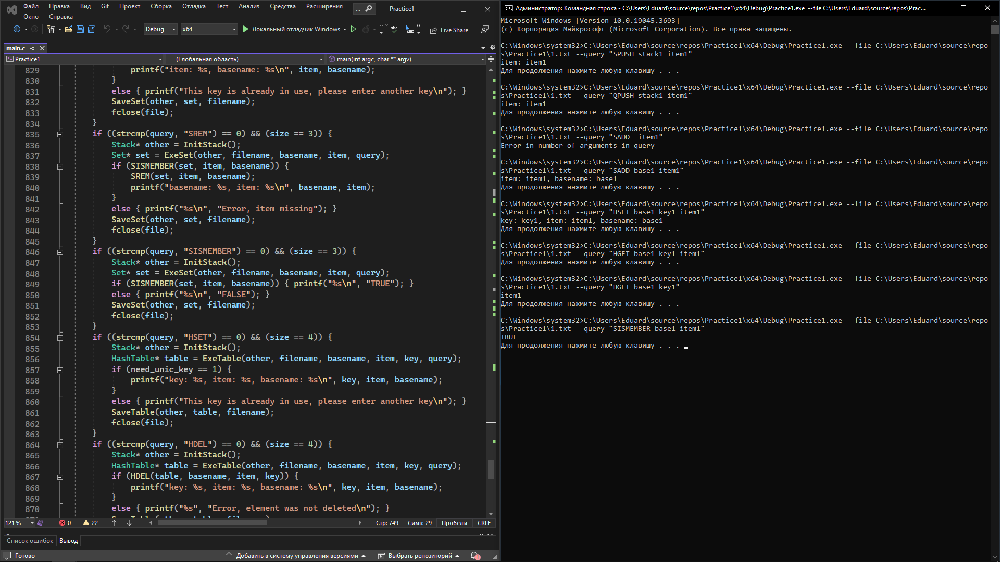 Файл Правка Вид Git Проект Сборка Отладка Тест Анализ Средства Расширения ... Practice1
Окно Справка
Debug x64 Локальный отладчик Windows Live Share
main.c
Practice1 (Глобальная область) main(int argc, char ** argv)
829 printf("item: %s, basename: %s\n", item, basename);
830 }
831 else { printf("This key is already in use, please enter another key\n"); }
832 SaveSet(other, set, filename);
833 fclose(file);
834 }
835 if ((strcmp(query, "SREM") == 0) && (size == 3)) {
836 Stack* other = InitStack();
837 Set* set = ExeSet(other, filename, basename, item, query);
838 if (SISMEMBER(set, item, basename)) {
839 SREM(set, item, basename);
840 printf("basename: %s, item: %s\n", basename, item);
841 }
842 else { printf("%s\n", "Error, item missing"); }
843 SaveSet(other, set, filename);
844 fclose(file);
845 }
846 if ((strcmp(query, "SISMEMBER") == 0) && (size == 3)) {
847 Stack* other = InitStack();
848 Set* set = ExeSet(other, filename, basename, item, query);
849 if (SISMEMBER(set, item, basename)) { printf("%s\n", "TRUE"); }
850 else { printf("%s\n", "FALSE"); }
851 SaveSet(other, set, filename);
852 fclose(file);
853 }
854 if ((strcmp(query, "HSET") == 0) && (size == 4)) {
855 Stack* other = InitStack();
856 HashTable* table = ExeTable(other, filename, basename, item, key, query);
857 if (need_unic_key == 1) {
858 printf("key: %s, item: %s, basename: %s\n", key, item, basename);
859 }
860 else { printf("This key is already in use, please enter another key\n"); }
861 SaveTable(other, table, filename);
862 fclose(file);
863 }
864 if ((strcmp(query, "HDEL") == 0) && (size == 4)) {
865 Stack* other = InitStack();
866 HashTable* table = ExeTable(other, filename, basename, item, key, query);
867 if (HDEL(table, basename, item, key)) {
868 printf("key: %s, item: %s, basename: %s\n", key, item, basename);
869 }
870 else { printf("%s", "Error, element was not deleted\n"); }
121 % 0 22 Стр: 749 Симв: 29 Пробелы CRLF
Список ошибок Вывод
Готово Добавить в систему управления версиями Выбрать репозиторий 1
Администратор: Командная строка - C:\Users\Eduard\source\repos\Practice1\x64\Debug\Practice1.exe --file C:\Users\Eduard\source\repos\Prac...
Microsoft Windows [Version 10.0.19045.3693]
(c) Корпорация Майкрософт (Microsoft Corporation). Все права защищены.
C:\Windows\system32>C:\Users\Eduard\source\repos\Practice1\x64\Debug\Practice1.exe --file C:\Users\Eduard\source\repo
s\Practice1\1.txt --query "SPUSH stack1 item1"
item: item1
Для продолжения нажмите любую клавишу . . .
C:\Windows\system32>C:\Users\Eduard\source\repos\Practice1\x64\Debug\Practice1.exe --file C:\Users\Eduard\source\repo
s\Practice1\1.txt --query "QPUSH stack1 item1"
item: item1
Для продолжения нажмите любую клавишу . . .
C:\Windows\system32>C:\Users\Eduard\source\repos\Practice1\x64\Debug\Practice1.exe --file C:\Users\Eduard\source\repo
s\Practice1\1.txt --query "SADD  item1"
Error in number of arguments in query
C:\Windows\system32>C:\Users\Eduard\source\repos\Practice1\x64\Debug\Practice1.exe --file C:\Users\Eduard\source\repo
s\Practice1\1.txt --query "SADD base1 item1"
item: item1, basename: base1
Для продолжения нажмите любую клавишу . . .
C:\Windows\system32>C:\Users\Eduard\source\repos\Practice1\x64\Debug\Practice1.exe --file C:\Users\Eduard\source\repo
s\Practice1\1.txt --query "HSET base1 key1 item1"
key: key1, item: item1, basename: base1
Для продолжения нажмите любую клавишу . . .
C:\Windows\system32>C:\Users\Eduard\source\repos\Practice1\x64\Debug\Practice1.exe --file C:\Users\Eduard\source\repo
s\Practice1\1.txt --query "HGET base1 key1 item1"
Для продолжения нажмите любую клавишу . . .
C:\Windows\system32>C:\Users\Eduard\source\repos\Practice1\x64\Debug\Practice1.exe --file C:\Users\Eduard\source\repo
s\Practice1\1.txt --query "HGET base1 key1"
item1
Для продолжения нажмите любую клавишу . . .
C:\Windows\system32>C:\Users\Eduard\source\repos\Practice1\x64\Debug\Practice1.exe --file C:\Users\Eduard\source\repo
s\Practice1\1.txt --query "SISMEMBER base1 item1"
TRUE
Для продолжения нажмите любую клавишу . . .